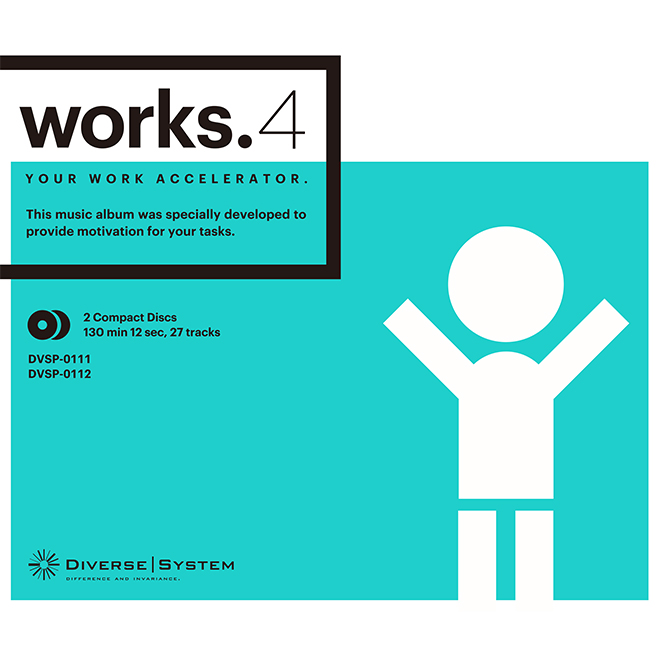 works.4
YOUR WORK ACCELERATOR.
This music album was specially developed to
provide motivation for your tasks.
2 Compact Discs
130 min 12 sec, 27 tracks
DVSP-0111
DVSP-0112
DIVERSE|SYSTEM
DIFFERENCE AND INVARIANCE.